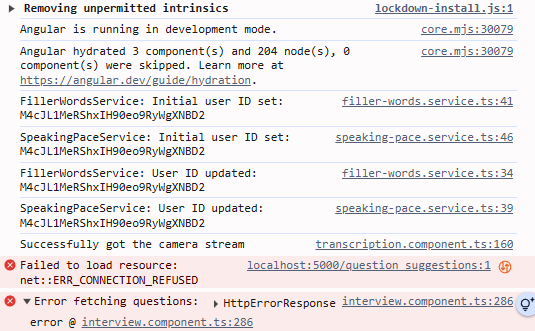 ▶ Removing unpermitted intrinsics lockdown-install.js:1
Angular is running in development mode. core.mjs:30079
Angular hydrated 3 component(s) and 204 node(s), 0 core.mjs:30079
component(s) were skipped. Learn more at
https://angular.dev/guide/hydration.
FillerWordsService: Initial user ID set: filler-words.service.ts:41
M4cJL1MeRShxIH90eo9RyWgXNBD2
SpeakingPaceService: Initial user ID set: speaking-pace.service.ts:46
M4cJL1MeRShxIH90eo9RyWgXNBD2
FillerWordsService: User ID updated: filler-words.service.ts:34
M4cJL1MeRShxIH90eo9RyWgXNBD2
SpeakingPaceService: User ID updated: speaking-pace.service.ts:39
M4cJL1MeRShxIH90eo9RyWgXNBD2
Successfully got the camera stream transcription.component.ts:160
Failed to load resource: localhost:5000/question_suggestions:1
net::ERR_CONNECTION_REFUSED
▼ Error fetching questions: ▶ HttpErrorResponse interview.component.ts:286
error @ interview.component.ts:286